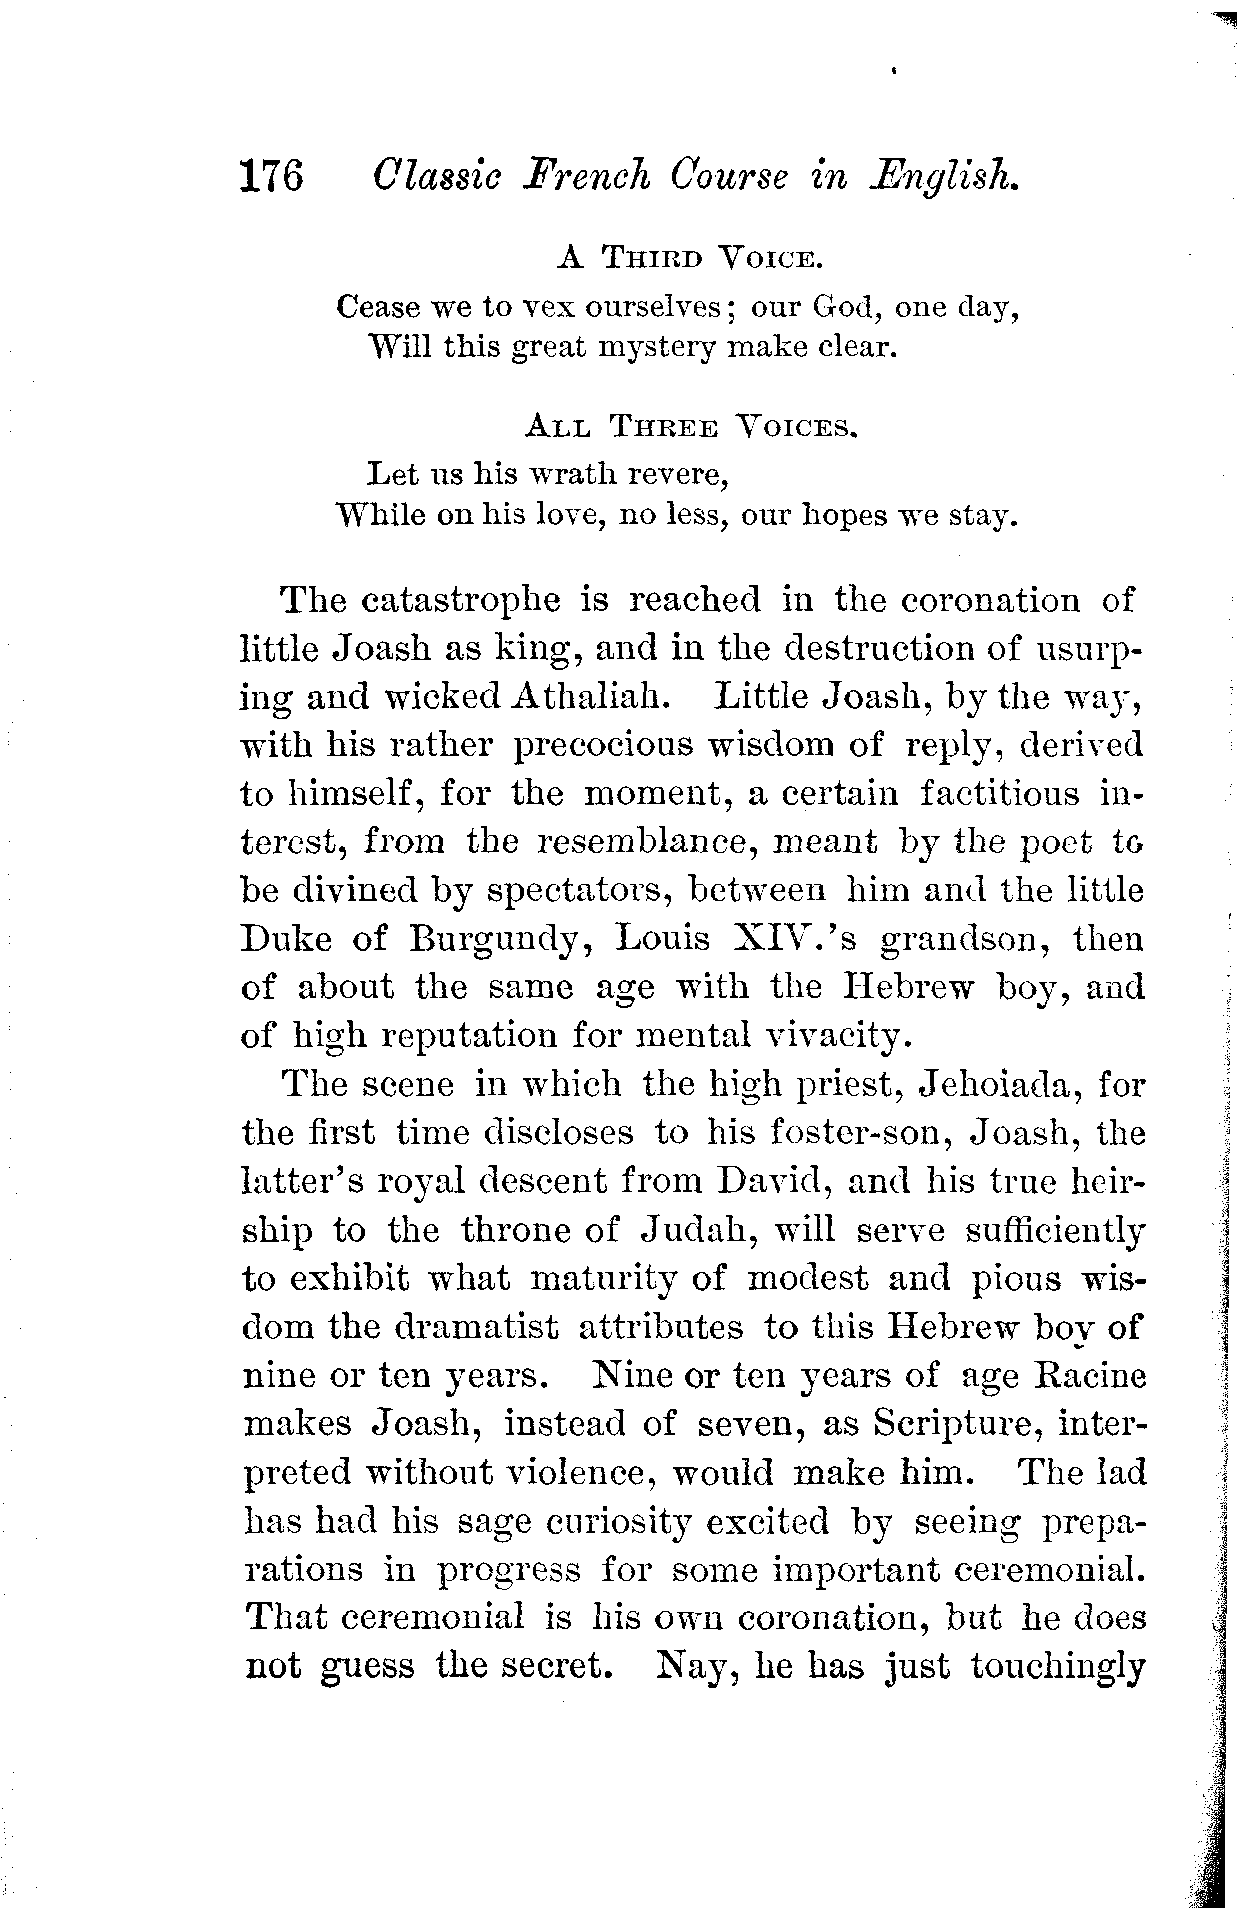 176 Classic French Course in English.
A THIRD VOICE.
Cease we to vex ourselves; our God, one day,
Will this great mystery make clear.
ALL THREE VOICES.
Let us his wrath revere,
While on his love, no less, our hopes we stay.
The catastrophe is reached in the coronation of
little Joash as king, and in the destruction of usurp-
ing and wicked Athaliah. Little Joash, by the way,
with his rather precocious wisdom of reply, derived
to himself, for the moment, a certain factitious in-
terest, from the resemblance, meant by the poet to
be divined by spectators, between him and the little
Duke of Burgundy, Louis XIV.'s grandson, then
of about the same age with the Hebrew boy, and
of high reputation for mental vivacity.
The scene in which the high priest, Jehoiada, for
the first time discloses to his foster-son, Joash, the
latter's royal descent from David, and his true heir-
ship to the throne of Judah, will serve sufficiently
to exhibit what maturity of modest and pious wis-
dom the dramatist attributes to this Hebrew boy of
nine or ten years. Nine or ten years of age Racine
makes Joash, instead of seven, as Scripture, inter-
preted without violence, would make him. The lad
has had his sage curiosity excited by seeing prepa-
rations in progress for some important ceremonial.
That ceremonial is his own coronation, but he does
not guess the secret. Nay, he has just touchingly